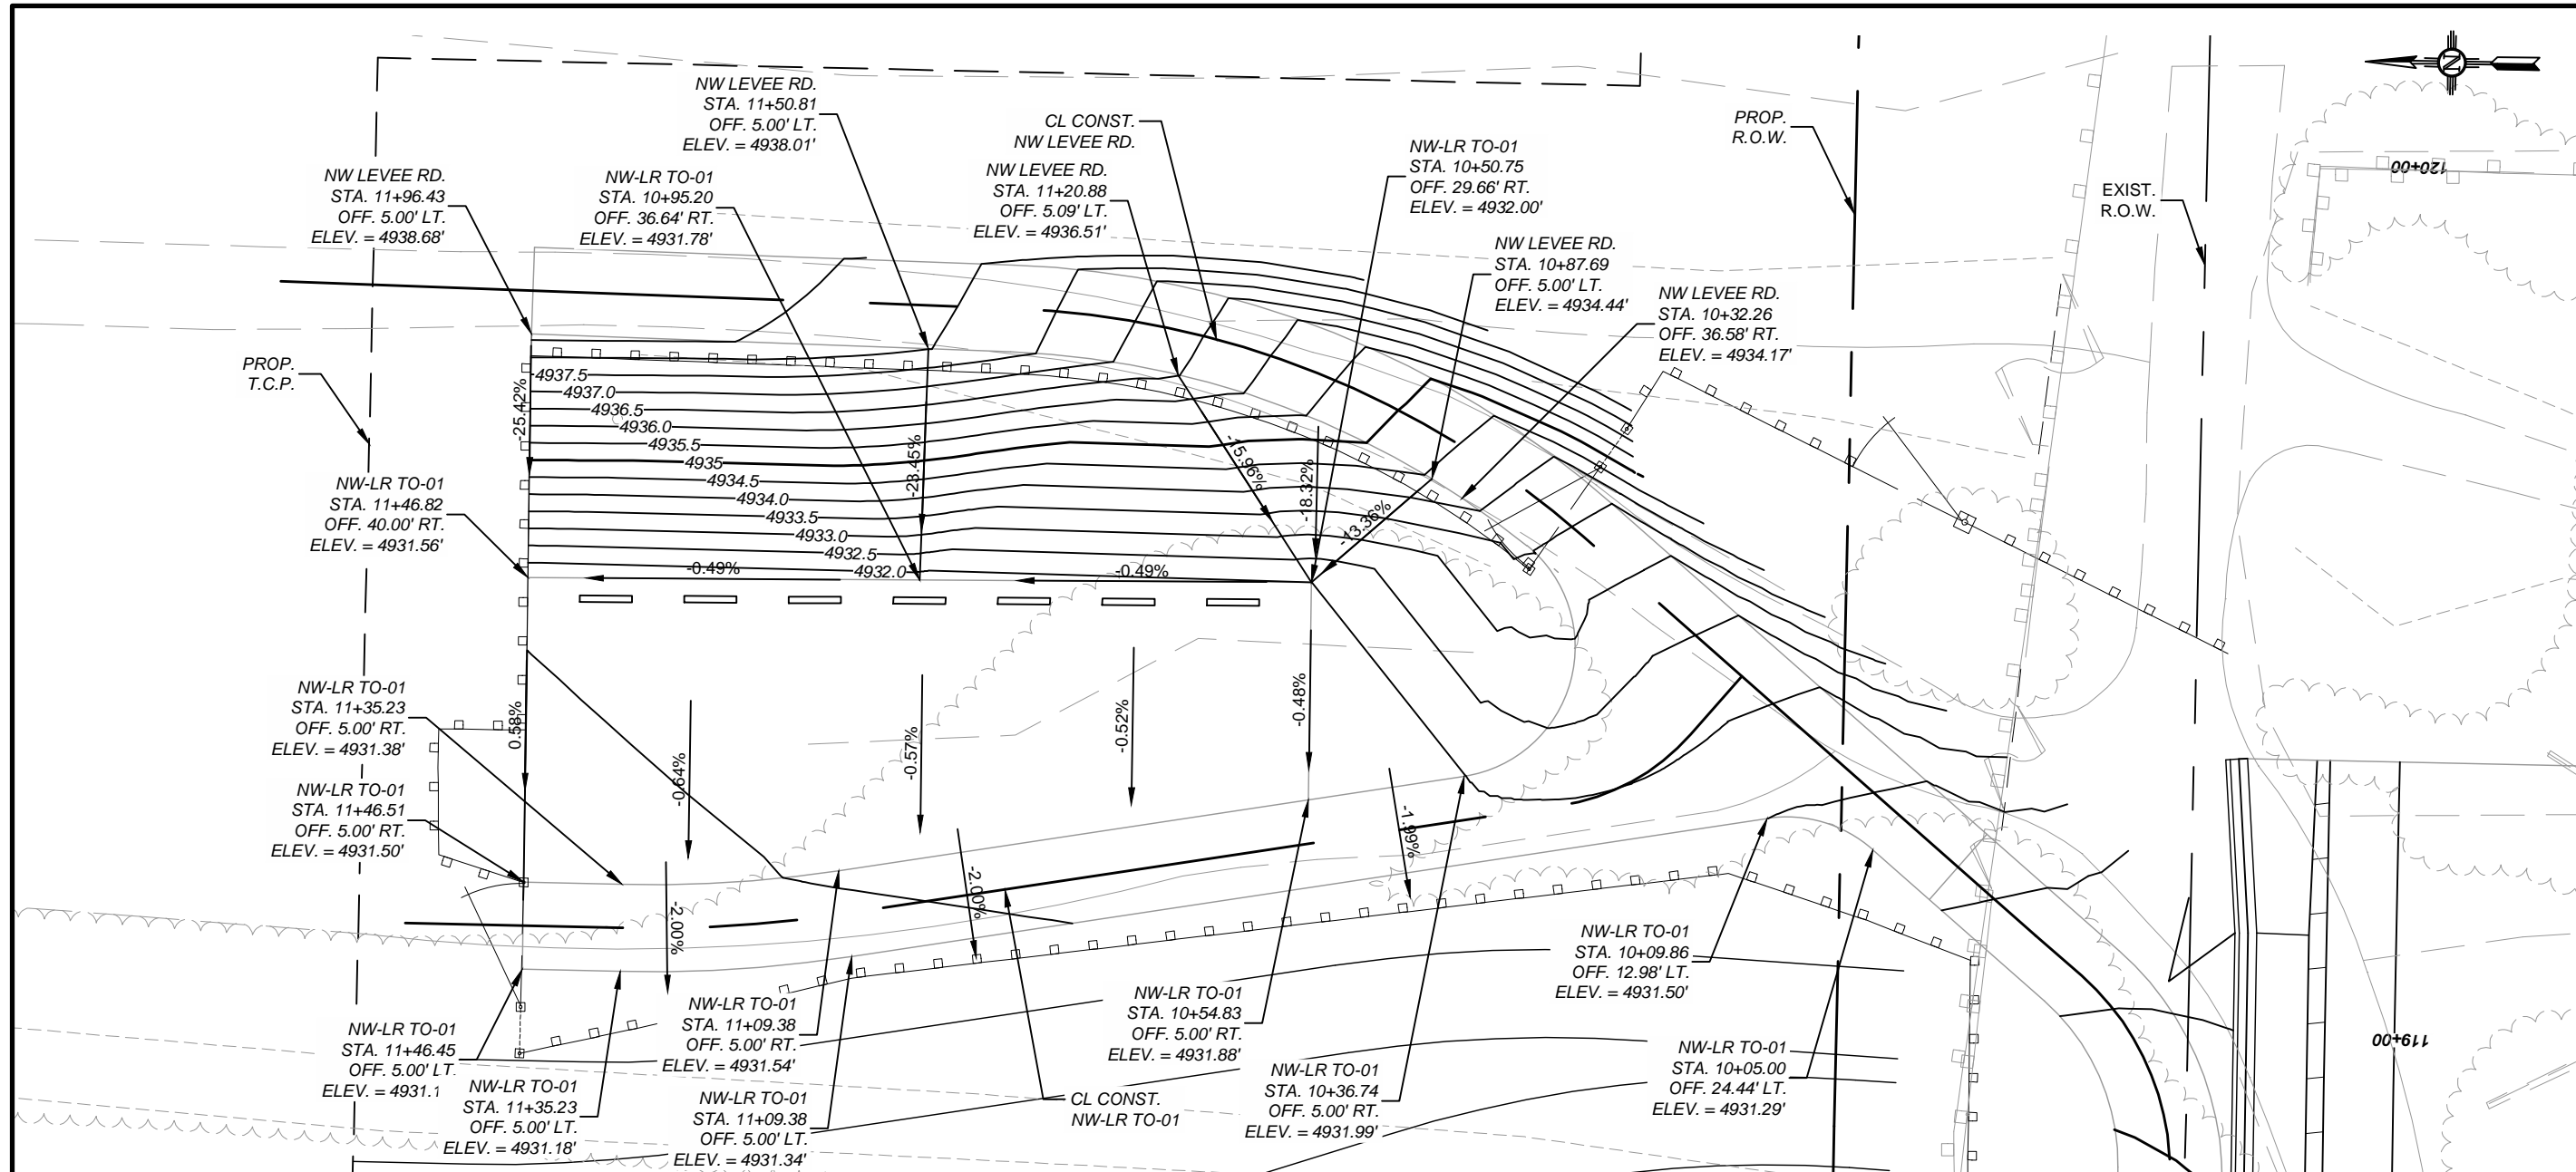 NW LEVEE RD.
STA. 11+50.81
OFF. 5.00' LT.
ELEV. = 4938.01'
CL CONST.
NW LEVEE RD.
PROP.
R.O.W.
N
NW LEVEE RD.
STA. 11+96.43
OFF. 5.00' LT.
ELEV. = 4938.68'
NW-LR TO-01
STA. 10+95.20
OFF. 36.64' RT.
ELEV. = 4931.78'
NW LEVEE RD.
STA. 11+20.88
OFF. 5.09' LT.
ELEV. = 4936.51'
NW-LR TO-01
STA. 10+50.75
OFF. 29.66' RT.
ELEV. = 4932.00'
EXIST.
R.O.W.
120+00
NW LEVEE RD.
STA. 10+87.69
OFF. 5.00' LT.
ELEV. = 4934.44'
NW LEVEE RD.
STA. 10+32.26
OFF. 36.58' RT.
ELEV. = 4934.17'
PROP.
T.C.P.
4937.5
4937.0
4936.5
4936.0
4935.5
4935
4934.5
4934.0
4933.5
4933.0
4932.5
4932.0
-25.42%
-23.45%
-15.96%
-18.32%
-13.36%
NW-LR TO-01
STA. 11+46.82
OFF. 40.00' RT.
ELEV. = 4931.56'
-0.49%
-0.49%
NW-LR TO-01
STA. 11+35.23
OFF. 5.00' RT.
ELEV. = 4931.38'
0.58%
-0.64%
-0.57%
-0.52%
-0.48%
-1.99%
NW-LR TO-01
STA. 11+46.51
OFF. 5.00' RT.
ELEV. = 4931.50'
-2.00%
-2.00%
NW-LR TO-01
STA. 11+46.45
OFF. 5.00' LT.
ELEV. = 4931.1
NW-LR TO-01
STA. 11+35.23
OFF. 5.00' LT.
ELEV. = 4931.18'
NW-LR TO-01
STA. 11+09.38
OFF. 5.00' RT.
ELEV. = 4931.54'
NW-LR TO-01
STA. 11+09.38
OFF. 5.00' LT.
ELEV. = 4931.34'
CL CONST.
NW-LR TO-01
NW-LR TO-01
STA. 10+54.83
OFF. 5.00' RT.
ELEV. = 4931.88'
NW-LR TO-01
STA. 10+36.74
OFF. 5.00' RT.
ELEV. = 4931.99'
NW-LR TO-01
STA. 10+09.86
OFF. 12.98' LT.
ELEV. = 4931.50'
NW-LR TO-01
STA. 10+05.00
OFF. 24.44' LT.
ELEV. = 4931.29'
119+00